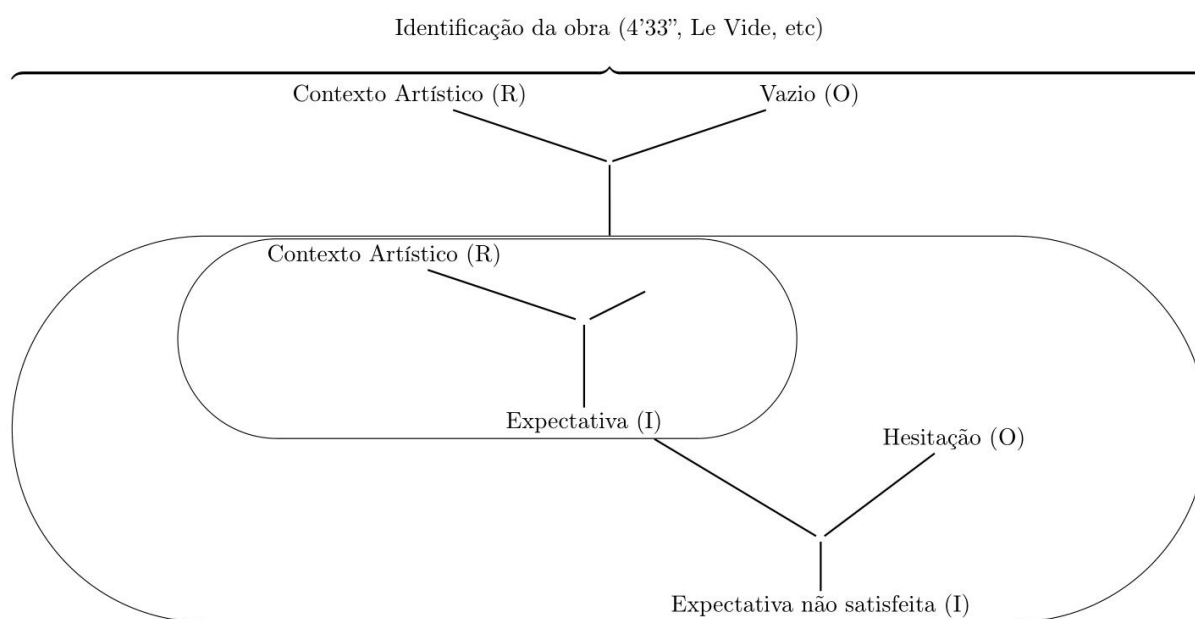 Identificação da obra (4’33”, Le Vide, etc)
Contexto Artístico (R)
Vazio (O)
Contexto Artístico (R)
Expectativa (I)
Hesitação (O)
Expectativa não satisfeita (I)